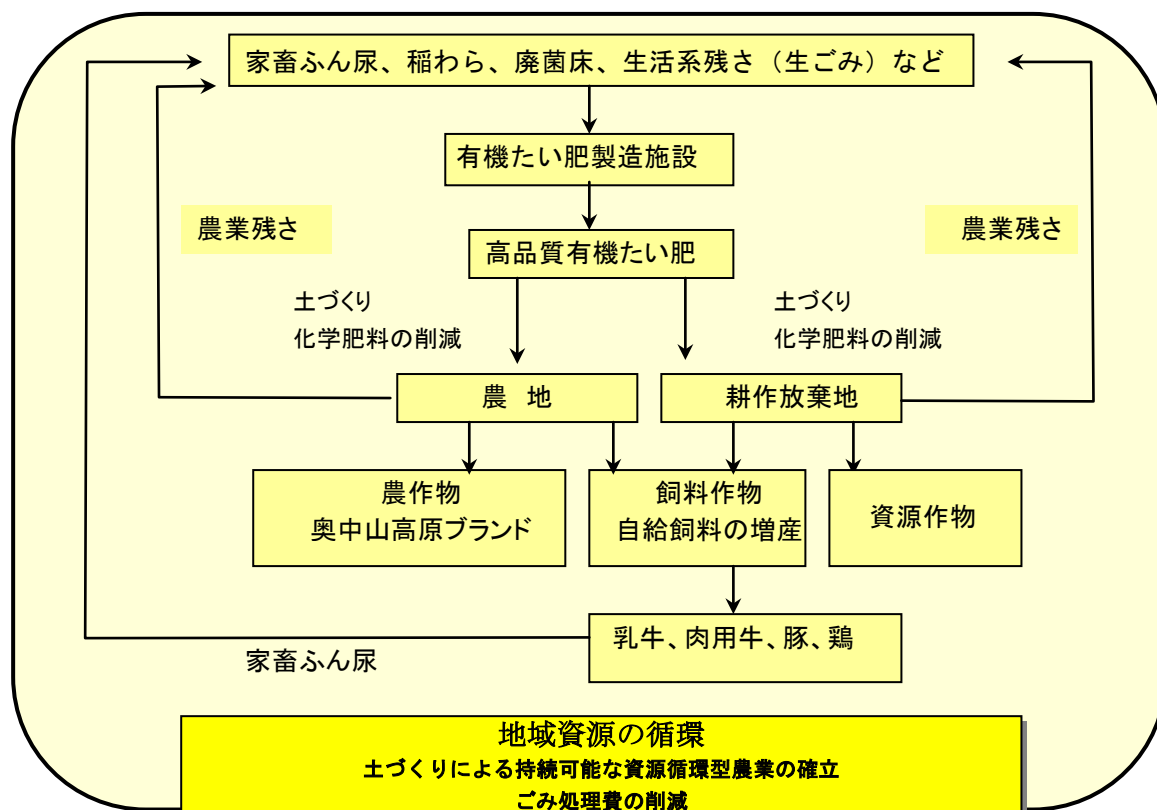 家畜ふん尿、稲わら、廃菌床、生活系残さ（生ごみ）など
有機たい肥製造施設
農業残さ
農業残さ
高品質有機たい肥
土づくり
化学肥料の削減
土づくり
化学肥料の削減
農 地
耕作放棄地
農作物
奥中山高原ブランド
飼料作物
自給飼料の増産
資源作物
乳牛、肉用牛、豚、鶏
家畜ふん尿
地域資源の循環
土づくりによる持続可能な資源循環型農業の確立
ごみ処理費の削減